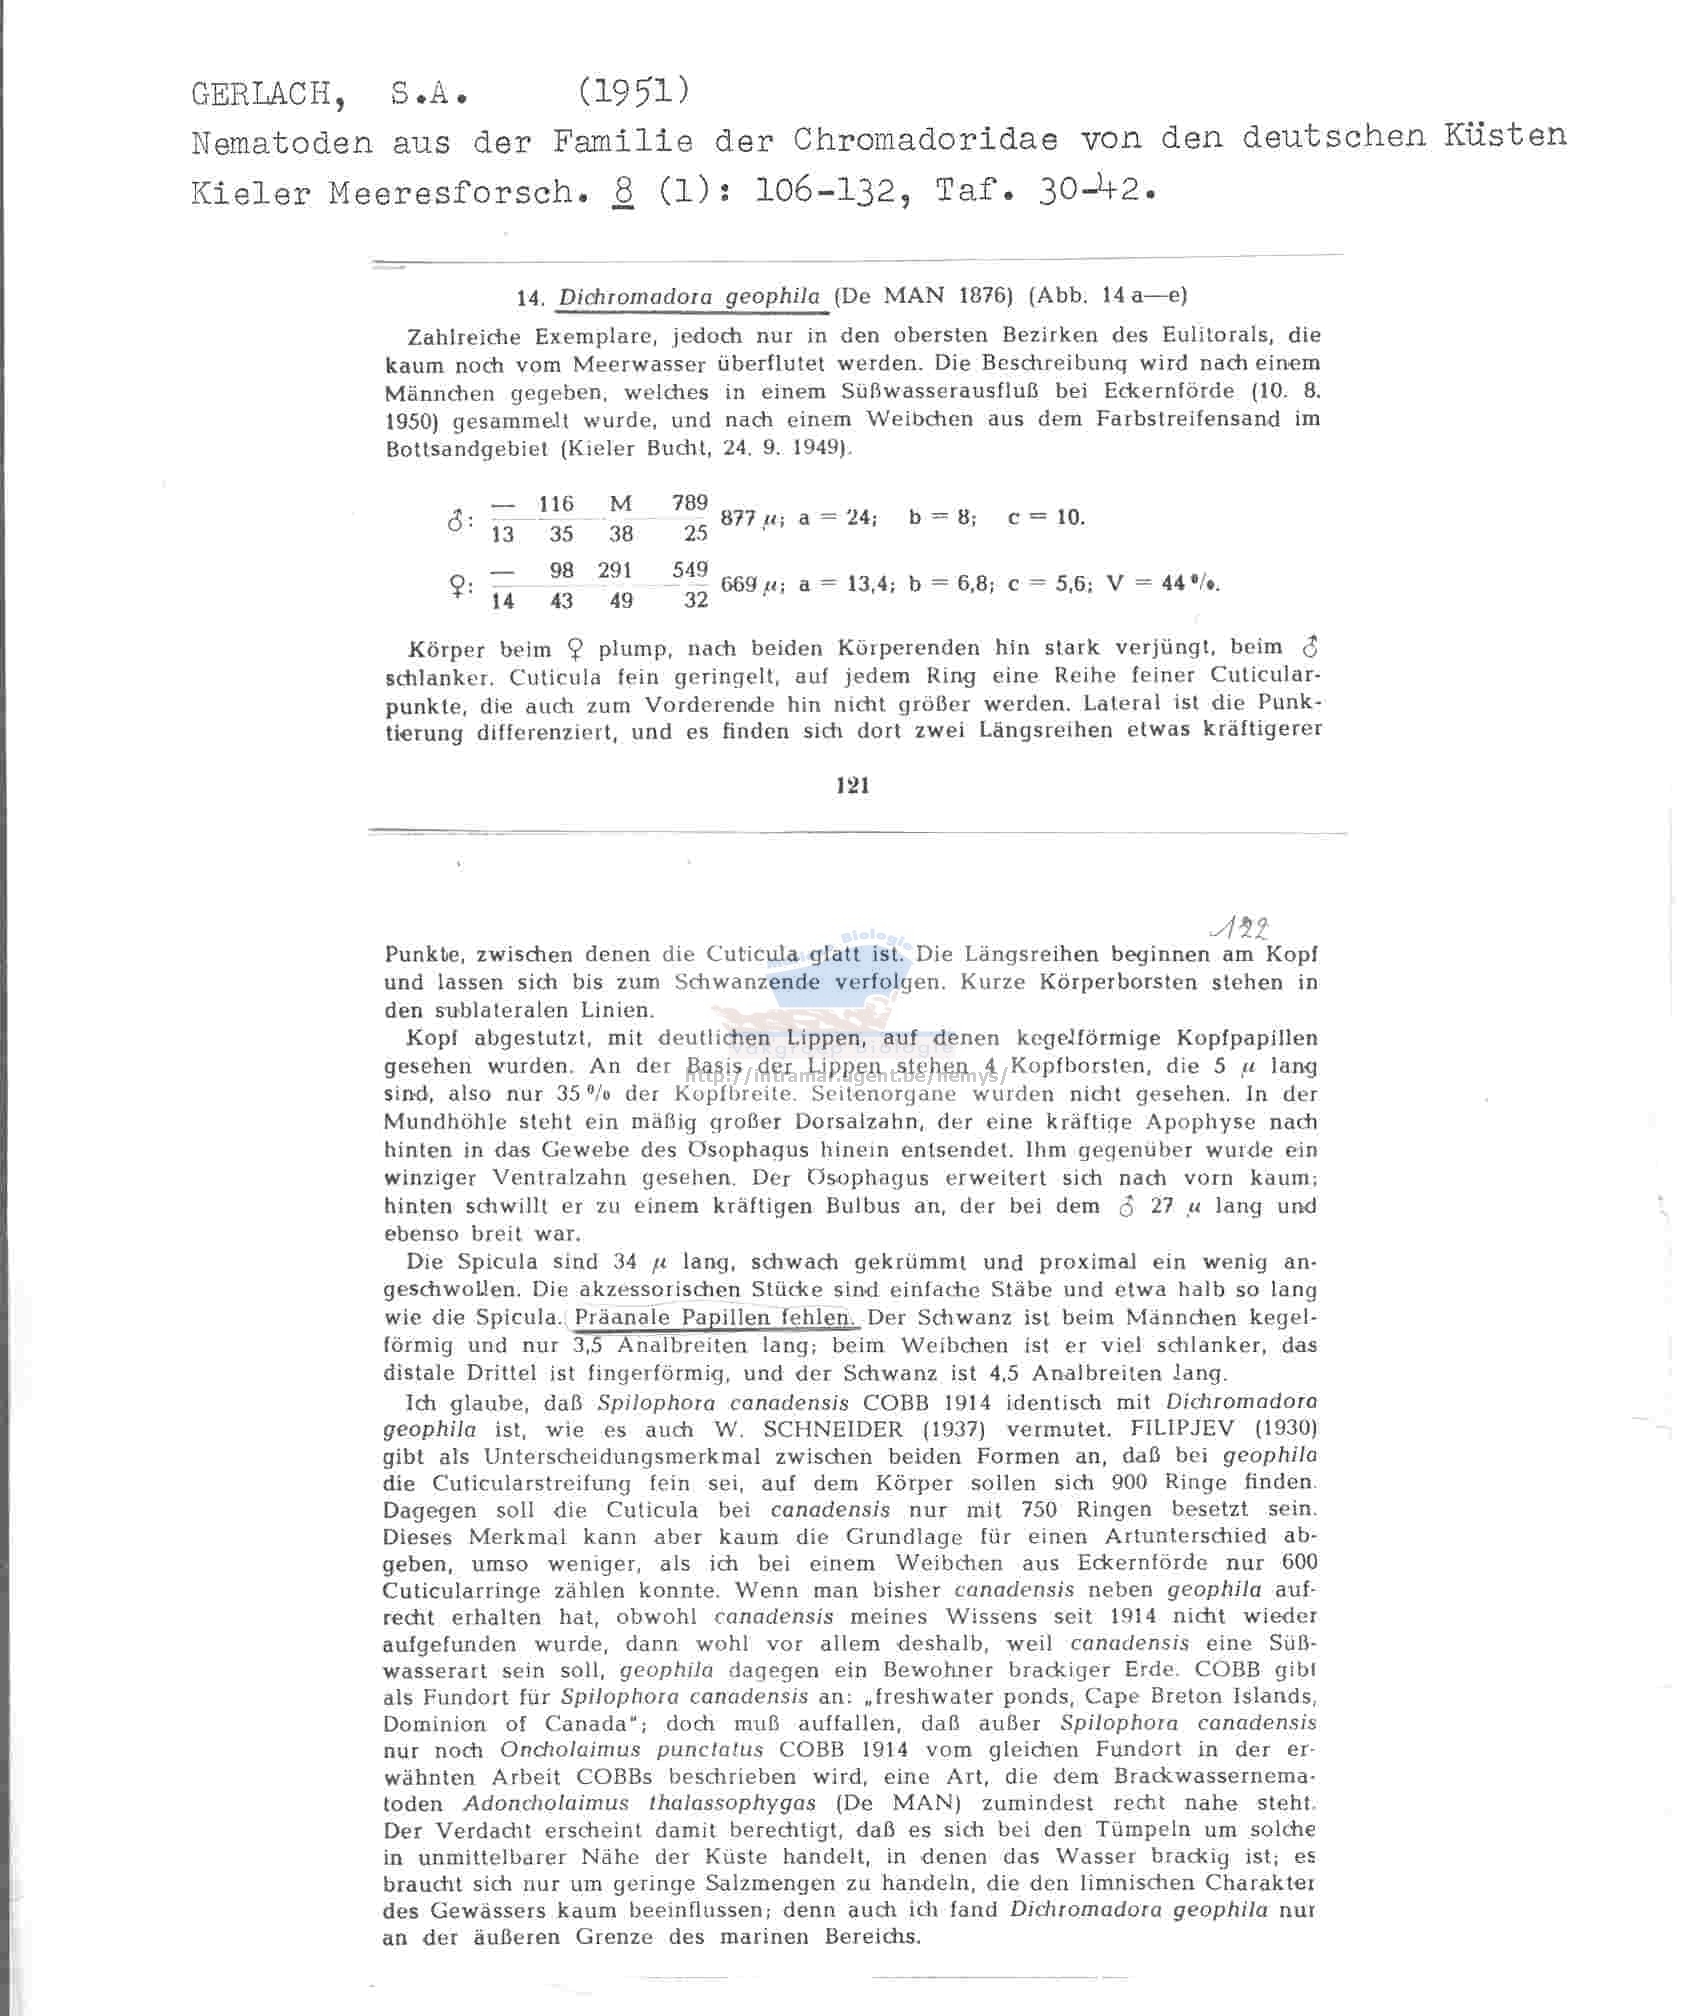 GERLACH, S.A. (1951)
Nematoden aus der Familie der Chromadoridae von den deutschen Küsten
Kieler Meeresforsch. 8 (1): 106-132, Taf. 30-42.
14. Dichromadora geophila (De MAN 1876) (Abb. 14 a—e)
Zahlreiche Exemplare, jedoch nur in den obersten Bezirken des Eulitorals, die
kaum noch vom Meerwasser überflutet werden. Die Beschreibung wird nach einem
Männchen gegeben, welches in einem Süßwasserausfluß bei Eckernförde (10. 8.
1950) gesammelt wurde, und nach einem Weibchen aus dem Farbstreifensand im
Bottsandgebiet (Kieler Bucht, 24. 9. 1949).
— 116 M 789
♂: 877 µ; a = 24; b = 8; c = 10.
13 35 38 25
— 98 291 549
♀: 669 µ; a = 13,4; b = 6,8; c = 5,6; V = 44 %.
14 43 49 32
Körper beim ♀ plump, nach beiden Körperenden hin stark verjüngt, beim ♂
schlanker. Cuticula fein geringelt, auf jedem Ring eine Reihe feiner Cuticular-
punkte, die auch zum Vorderende hin nicht größer werden. Lateral ist die Punk-
tierung differenziert, und es finden sich dort zwei Längsreihen etwas kräftigerer
121
122
Punkte, zwischen denen die Cuticula glatt ist. Die Längsreihen beginnen am Kopf
und lassen sich bis zum Schwanzende verfolgen. Kurze Körperborsten stehen in
den sublateralen Linien.
Kopf abgestutzt, mit deutlichen Lippen, auf denen kegelförmige Kopfpapillen
vakgroep biologie
gesehen wurden. An der Basis der Lippen stehen 4 Kopfborsten, die 5 µ lang
http://intramar.ugent.be/nemys/
sind, also nur 35 % der Kopfbreite. Seitenorgane wurden nicht gesehen. In der
Mundhöhle steht ein mäßig großer Dorsalzahn, der eine kräftige Apophyse nach
hinten in das Gewebe des Ösophagus hinein entsendet. Ihm gegenüber wurde ein
winziger Ventralzahn gesehen. Der Ösophagus erweitert sich nach vorn kaum;
hinten schwillt er zu einem kräftigen Bulbus an, der bei dem ♂ 27 µ lang und
ebenso breit war.
Die Spicula sind 34 µ lang, schwach gekrümmt und proximal ein wenig an-
geschwollen. Die akzessorischen Stücke sind einfache Stäbe und etwa halb so lang
wie die Spicula. Präanale Papillen fehlen. Der Schwanz ist beim Männchen kegel-
förmig und nur 3,5 Analbreiten lang; beim Weibchen ist er viel schlanker, das
distale Drittel ist fingerförmig, und der Schwanz ist 4,5 Analbreiten lang.
Ich glaube, daß Spilophora canadensis COBB 1914 identisch mit Dichromadora
geophila ist, wie es auch W. SCHNEIDER (1937) vermutet. FILIPJEV (1930)
gibt als Unterscheidungsmerkmal zwischen beiden Formen an, daß bei geophila
die Cuticularstreifung fein sei, auf dem Körper sollen sich 900 Ringe finden.
Dagegen soll die Cuticula bei canadensis nur mit 750 Ringen besetzt sein.
Dieses Merkmal kann aber kaum die Grundlage für einen Artunterschied ab-
geben, umso weniger, als ich bei einem Weibchen aus Eckernförde nur 600
Cuticularringe zählen konnte. Wenn man bisher canadensis neben geophila auf-
recht erhalten hat, obwohl canadensis meines Wissens seit 1914 nicht wieder
aufgefunden wurde, dann wohl vor allem deshalb, weil canadensis eine Süß-
wasserart sein soll, geophila dagegen ein Bewohner brackiger Erde. COBB gibt
als Fundort für Spilophora canadensis an: „freshwater ponds, Cape Breton Islands,
Dominion of Canada"; doch muß auffallen, daß außer Spilophora canadensis
nur noch Oncholaimus punctatus COBB 1914 vom gleichen Fundort in der er-
wähnten Arbeit COBBs beschrieben wird, eine Art, die dem Brackwassernema-
toden Adoncholaimus thalassophygas (De MAN) zumindest recht nahe steht.
Der Verdacht erscheint damit berechtigt, daß es sich bei den Tümpeln um solche
in unmittelbarer Nähe der Küste handelt, in denen das Wasser brackig ist; es
braucht sich nur um geringe Salzmengen zu handeln, die den limnischen Charakter
des Gewässers kaum beeinflussen; denn auch ich fand Dichromadora geophila nur
an der äußeren Grenze des marinen Bereichs.